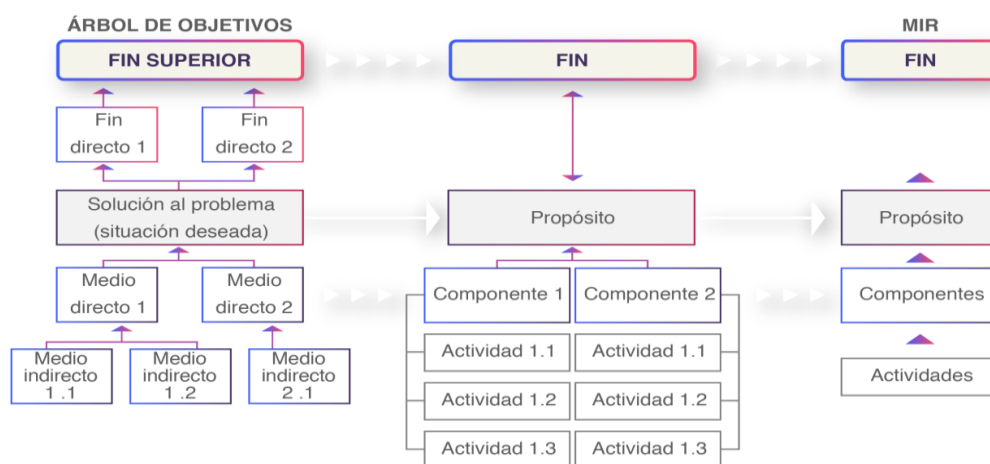 ÁRBOL DE OBJETIVOS
MIR
FIN SUPERIOR
FIN
FIN
Fin
directo 1
Fin
directo 2
Solución al problema
(situación deseada)
Propósito
Propósito
Medio
directo 1
Medio
directo 2
Componente 1
Componente 2
Componentes
Medio
indirecto
1 .1
Medio
indirecto
1 .2
Medio
indirecto
2 .1
Actividad 1.1
Actividad 1.1
Actividad 1.2
Actividad 1.2
Actividad 1.3
Actividad 1.3
Actividades